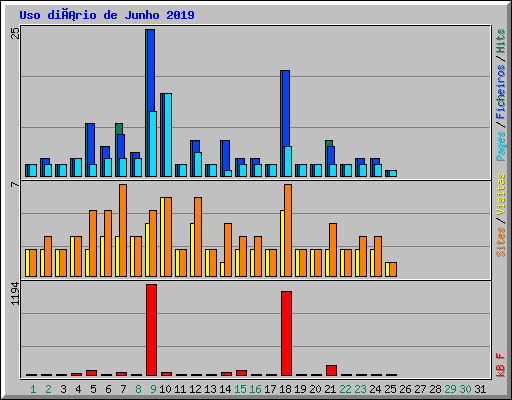 Uso diÃ¡rio de Junho 2019
25
7
1194
Sites / Visitas Pages / Ficheiros / Hits
kB F
1 2 3 4 5 6 7 8 9 10 11 12 13 14 15 16 17 18 19 20 21 22 23 24 25 26 27 28 29 30 31